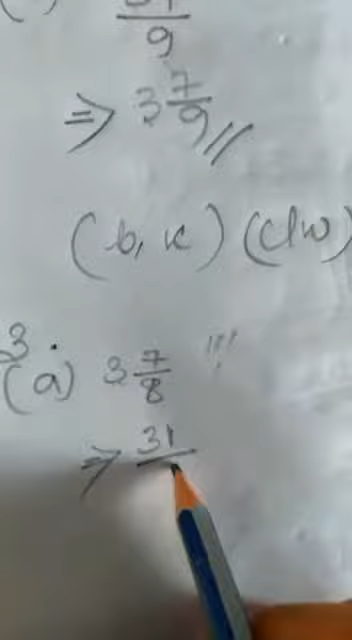 9
⇒ 3 7/9 //
(b, c) (c/w)
3.
(a) 3 7/8
⇒ 31